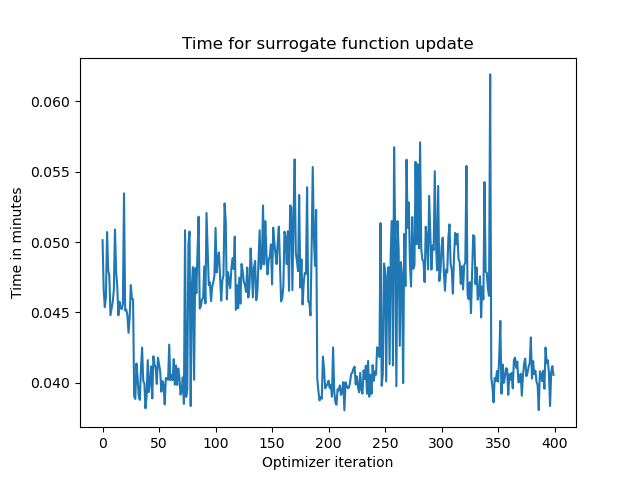 Time for surrogate function update
0.060
0.055
0.050
0.045
0.040
Time in minutes
0 50 100 150 200 250 300 350 400
Optimizer iteration